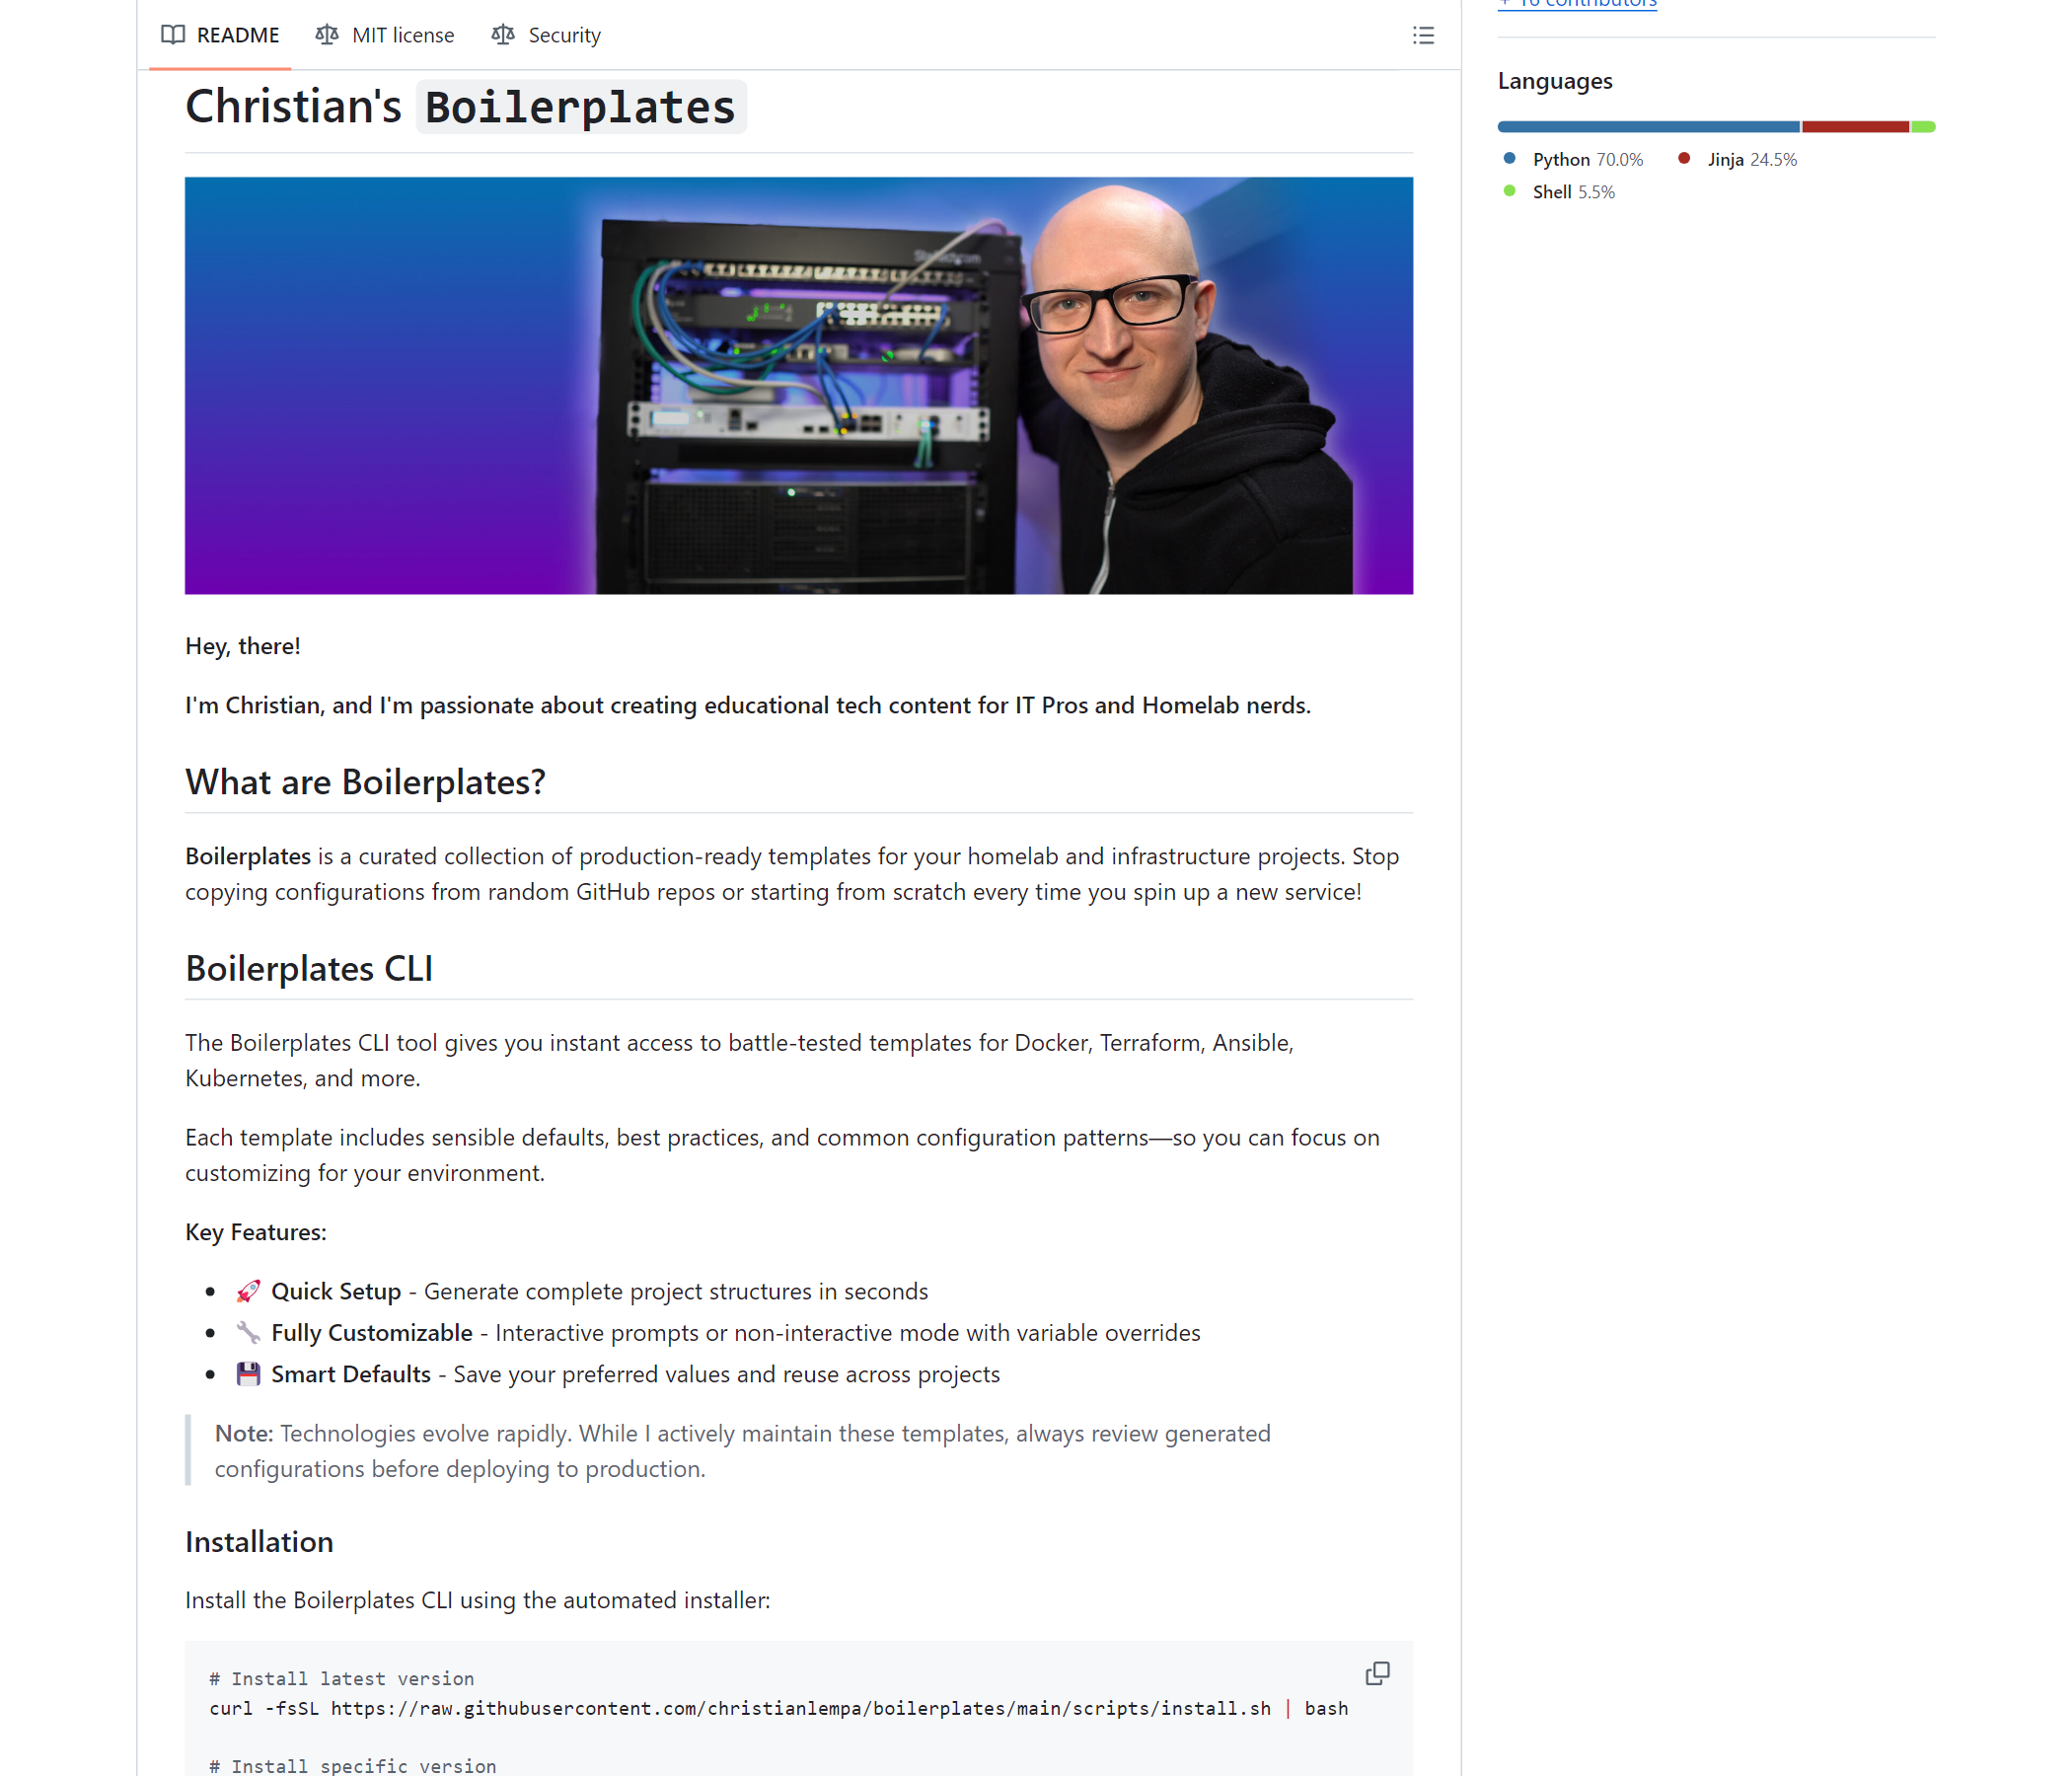 + 16 contributors
README
MIT license
Security
Christian's Boilerplates
Hey, there!
I'm Christian, and I'm passionate about creating educational tech content for IT Pros and Homelab nerds.
What are Boilerplates?
Boilerplates is a curated collection of production-ready templates for your homelab and infrastructure projects. Stop
copying configurations from random GitHub repos or starting from scratch every time you spin up a new service!
Boilerplates CLI
The Boilerplates CLI tool gives you instant access to battle-tested templates for Docker, Terraform, Ansible,
Kubernetes, and more.
Each template includes sensible defaults, best practices, and common configuration patterns—so you can focus on
customizing for your environment.
Key Features:
🚀 Quick Setup - Generate complete project structures in seconds
🔧 Fully Customizable - Interactive prompts or non-interactive mode with variable overrides
💾 Smart Defaults - Save your preferred values and reuse across projects
Note: Technologies evolve rapidly. While I actively maintain these templates, always review generated
configurations before deploying to production.
Installation
Install the Boilerplates CLI using the automated installer:
# Install latest version
curl -fsSL https://raw.githubusercontent.com/christianlempa/boilerplates/main/scripts/install.sh | bash
# Install specific version
Languages
Python 70.0%
Jinja 24.5%
Shell 5.5%